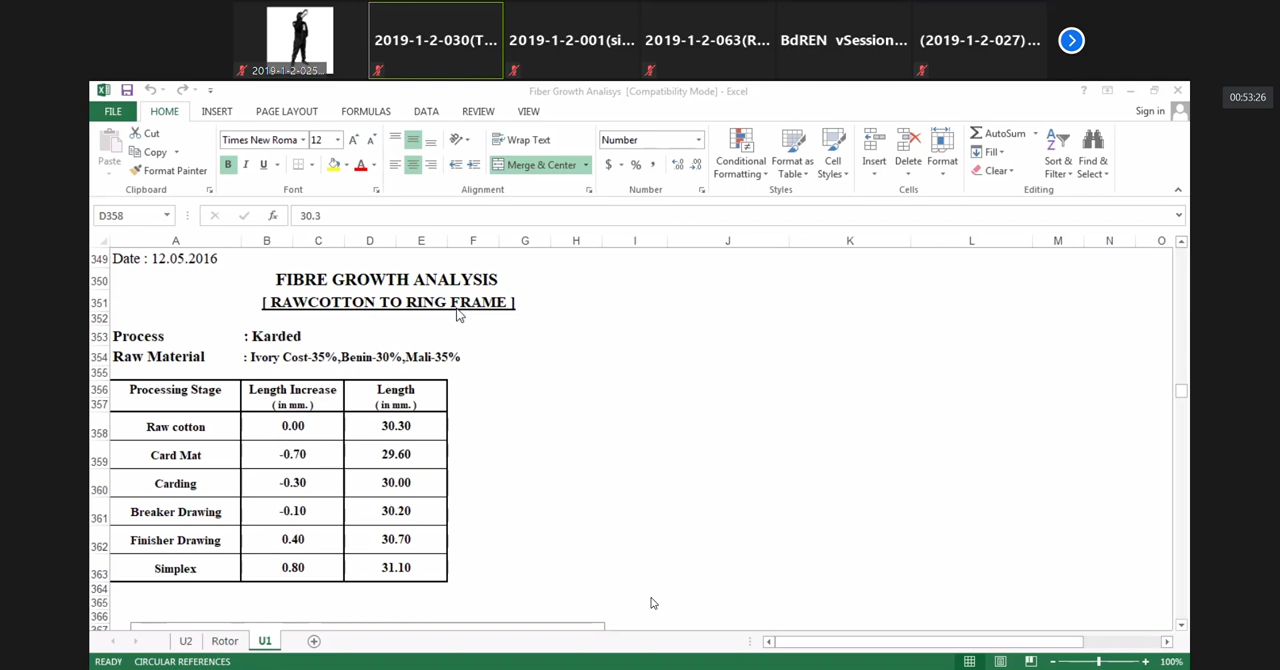 2019-1-2-025...
2019-1-2-030(T...
2019-1-2-001(si...
2019-1-2-063(R...
BdREN vSession...
(2019-1-2-027)...
00:53:26
Fiber Growth Analisys [Compatibility Mode] - Excel
FILE HOME INSERT PAGE LAYOUT FORMULAS DATA REVIEW VIEW Sign in
Paste
Cut
Copy
Format Painter
Clipboard
Times New Roma 12
B I U
Font
Wrap Text
Merge & Center
Alignment
Number
$ % ,
Number
Conditional Formatting
Format as Table
Cell Styles
Styles
Insert Delete Format
Cells
AutoSum
Fill
Clear
Sort & Filter
Find & Select
Editing
D358 fx 30.3
A B C D E F G H I J K L M N O
349 Date : 12.05.2016
350 FIBRE GROWTH ANALYSIS
351 [ RAWCOTTON TO RING FRAME ]
352
353 Process : Karded
354 Raw Material : Ivory Cost-35%,Benin-30%,Mali-35%
355
356 Processing Stage Length Increase Length
357 ( in mm. ) ( in mm. )
358 Raw cotton 0.00 30.30
359 Card Mat -0.70 29.60
360 Carding -0.30 30.00
361 Breaker Drawing -0.10 30.20
362 Finisher Drawing 0.40 30.70
363 Simplex 0.80 31.10
364
365
366
367
U2 Rotor U1
READY CIRCULAR REFERENCES 100%